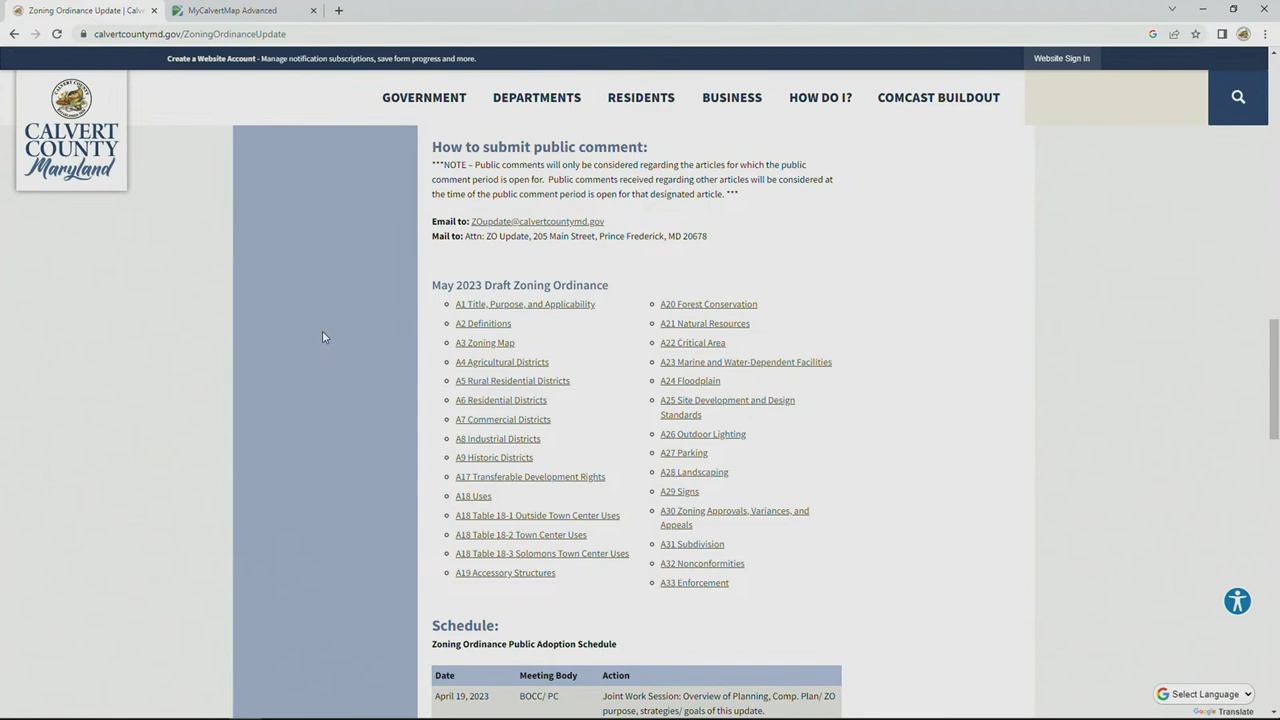 Zoning Ordinance Update | Calv
MyCalvertMap Advanced
calvertcountymd.gov/ZoningOrdinanceUpdate
Create a Website Account - Manage notification subscriptions, save form progress and more.
Website Sign In
CALVERT
COUNTY
Maryland
GOVERNMENT DEPARTMENTS RESIDENTS BUSINESS HOW DO I? COMCAST BUILDOUT
How to submit public comment:
***NOTE – Public comments will only be considered regarding the articles for which the public
comment period is open for. Public comments received regarding other articles will be considered at
the time of the public comment period is open for that designated article. ***
Email to: ZOupdate@calvertcountymd.gov
Mail to: Attn: ZO Update, 205 Main Street, Prince Frederick, MD 20678
May 2023 Draft Zoning Ordinance
A1 Title, Purpose, and Applicability
A2 Definitions
A3 Zoning Map
A4 Agricultural Districts
A5 Rural Residential Districts
A6 Residential Districts
A7 Commercial Districts
A8 Industrial Districts
A9 Historic Districts
A17 Transferable Development Rights
A18 Uses
A18 Table 18-1 Outside Town Center Uses
A18 Table 18-2 Town Center Uses
A18 Table 18-3 Solomons Town Center Uses
A19 Accessory Structures
A20 Forest Conservation
A21 Natural Resources
A22 Critical Area
A23 Marine and Water-Dependent Facilities
A24 Floodplain
A25 Site Development and Design
Standards
A26 Outdoor Lighting
A27 Parking
A28 Landscaping
A29 Signs
A30 Zoning Approvals, Variances, and
Appeals
A31 Subdivision
A32 Nonconformities
A33 Enforcement
Schedule:
Zoning Ordinance Public Adoption Schedule
Date Meeting Body Action
April 19, 2023 BOCC/ PC Joint Work Session: Overview of Planning, Comp. Plan/ ZO
purpose, strategies/ goals of this update.
Select Language
Google Translate